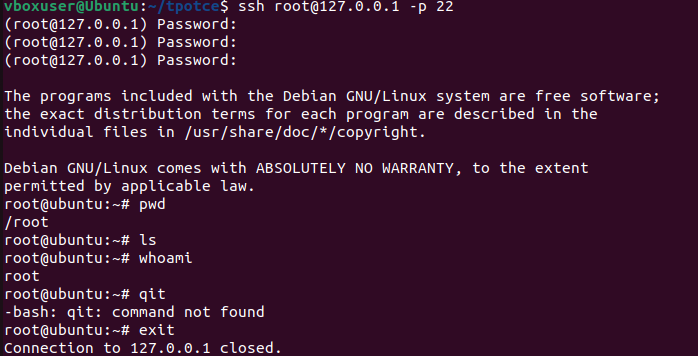 vboxuser@Ubuntu:~/tpotce$ ssh root@127.0.0.1 -p 22
(root@127.0.0.1) Password:
(root@127.0.0.1) Password:
(root@127.0.0.1) Password:

The programs included with the Debian GNU/Linux system are free software;
the exact distribution terms for each program are described in the
individual files in /usr/share/doc/*/copyright.

Debian GNU/Linux comes with ABSOLUTELY NO WARRANTY, to the extent
permitted by applicable law.
root@ubuntu:~# pwd
/root
root@ubuntu:~# ls
root@ubuntu:~# whoami
root
root@ubuntu:~# qit
-bash: qit: command not found
root@ubuntu:~# exit
Connection to 127.0.0.1 closed.